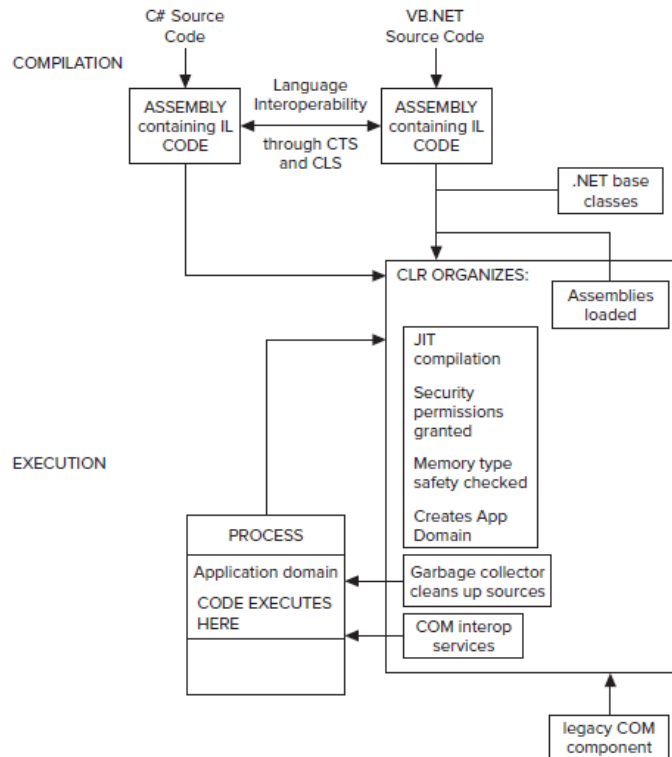 C# Source
Code
VB.NET
Source Code
COMPILATION
ASSEMBLY
containing IL
CODE
Language
Interoperability
through CTS
and CLS
ASSEMBLY
containing IL
CODE
.NET base
classes
CLR ORGANIZES:
Assemblies
loaded
JIT
compilation
Security
permissions
granted
Memory type
safety checked
Creates App
Domain
EXECUTION
PROCESS
Application domain
CODE EXECUTES
HERE
Garbage collector
cleans up sources
COM interop
services
legacy COM
component